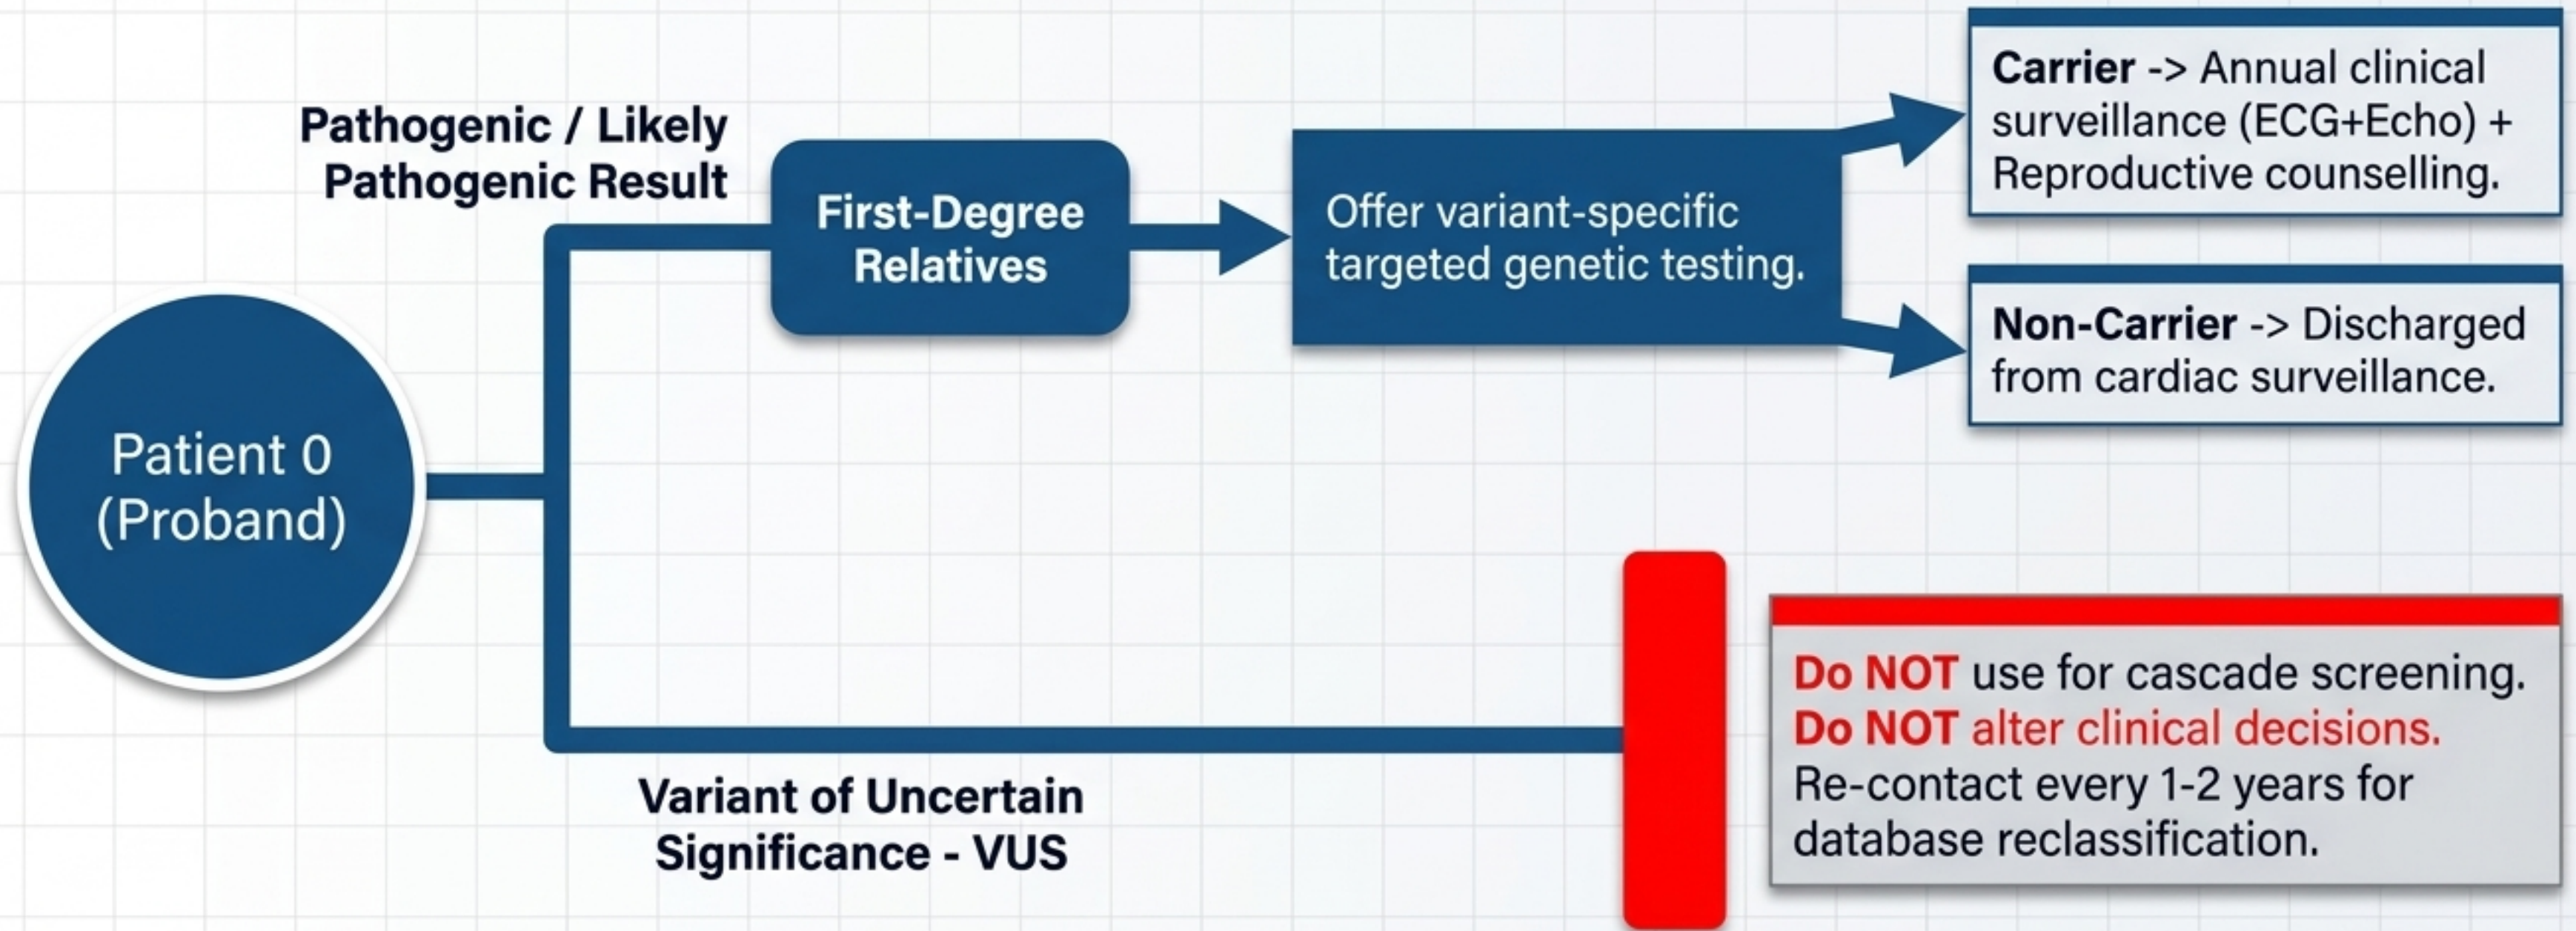 Pathogenic / Likely
Pathogenic Result
First-Degree
Relatives
Offer variant-specific
targeted genetic testing.
Carrier -> Annual clinical
surveillance (ECG+Echo) +
Reproductive counselling.
Non-Carrier -> Discharged
from cardiac surveillance.
Patient 0
(Proband)
Variant of Uncertain
Significance - VUS
Do NOT use for cascade screening.
Do NOT alter clinical decisions.
Re-contact every 1-2 years for
database reclassification.